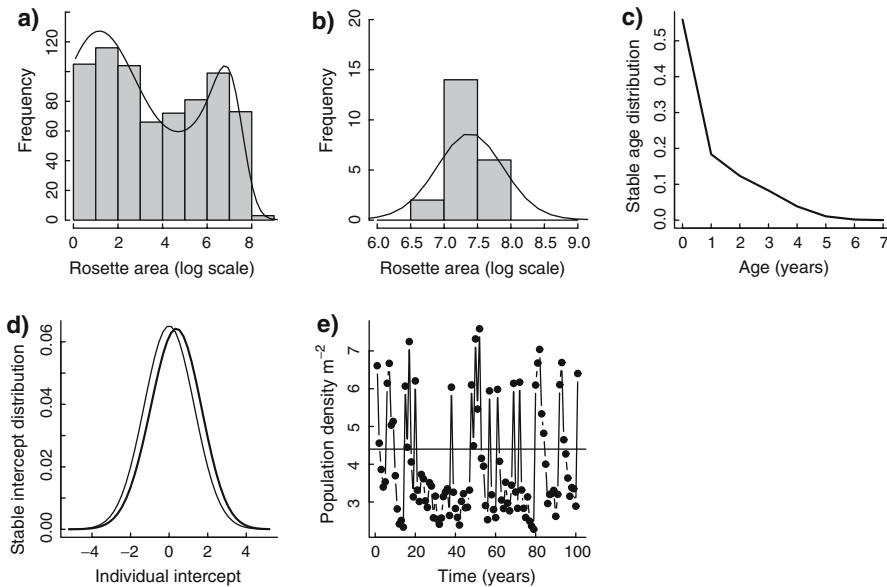 a)
Frequency
0 20 40 60 80 120
0 2 4 6 8
Rosette area (log scale)
b)
Frequency
0 5 10 15 20
6.0 6.5 7.0 7.5 8.0 8.5 9.0
Rosette area (log scale)
c)
Stable age distribution
0.0 0.1 0.2 0.3 0.4 0.5
0 1 2 3 4 5 6 7
Age (years)
d)
Stable intercept distribution
0.00 0.02 0.04 0.06
−4 −2 0 2 4
Individual intercept
e)
Population density m−2
3 4 5 6 7
0 20 40 60 80 100
Time (years)